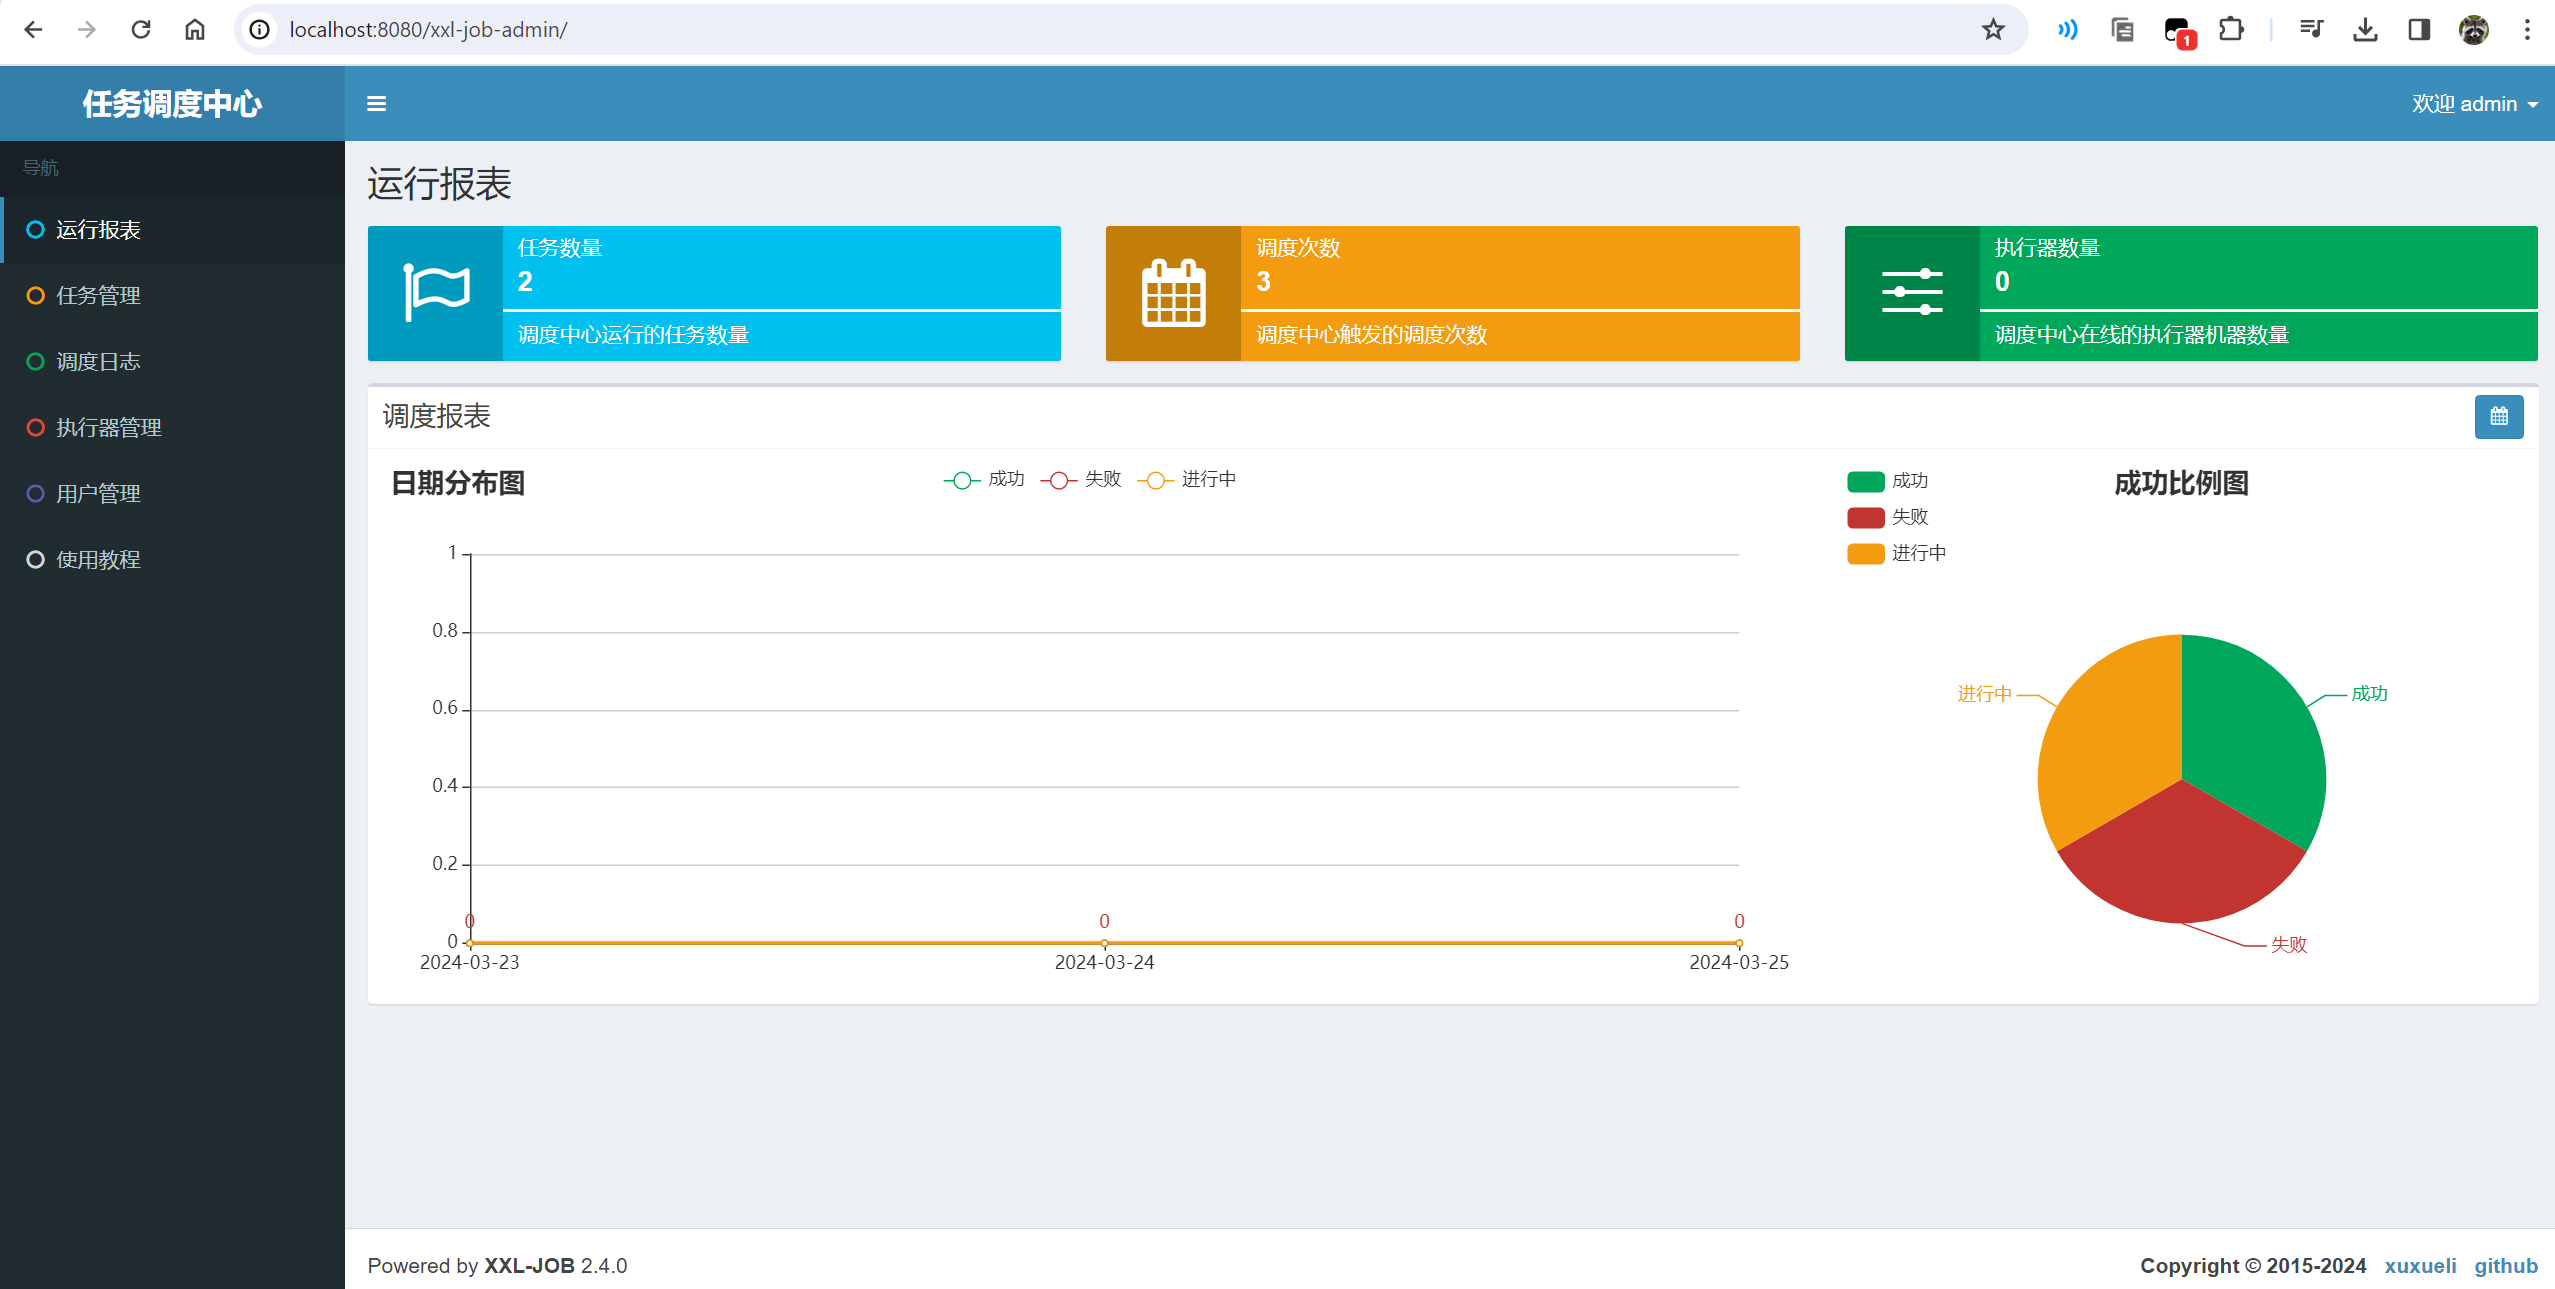 localhost:8080/xxl-job-admin/
1
任务调度中心
欢迎 admin
导航
运行报表
任务管理
调度日志
执行器管理
用户管理
使用教程
运行报表
任务数量
2
调度中心运行的任务数量
调度次数
3
调度中心触发的调度次数
执行器数量
0
调度中心在线的执行器机器数量
调度报表
日期分布图
成功 失败 进行中
1
0.8
0.6
0.4
0.2
0
0 0 0
2024-03-23 2024-03-24 2024-03-25
成功
失败
进行中
成功比例图
进行中
成功
失败
Powered by XXL-JOB 2.4.0
Copyright © 2015-2024 xuxueli github